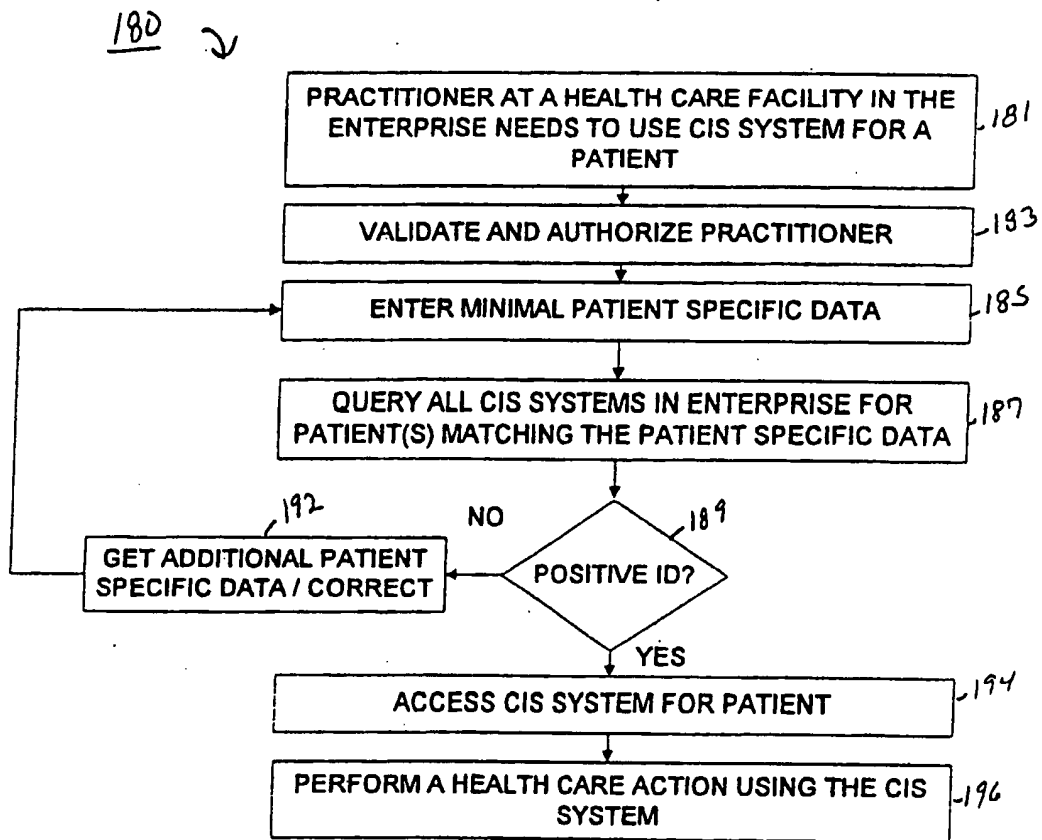 180
PRACTITIONER AT A HEALTH CARE FACILITY IN THE
ENTERPRISE NEEDS TO USE CIS SYSTEM FOR A
PATIENT
181
VALIDATE AND AUTHORIZE PRACTITIONER
183
ENTER MINIMAL PATIENT SPECIFIC DATA
185
QUERY ALL CIS SYSTEMS IN ENTERPRISE FOR
PATIENT(S) MATCHING THE PATIENT SPECIFIC DATA
187
192
NO
189
GET ADDITIONAL PATIENT
SPECIFIC DATA / CORRECT
POSITIVE ID?
YES
ACCESS CIS SYSTEM FOR PATIENT
194
PERFORM A HEALTH CARE ACTION USING THE CIS
SYSTEM
196